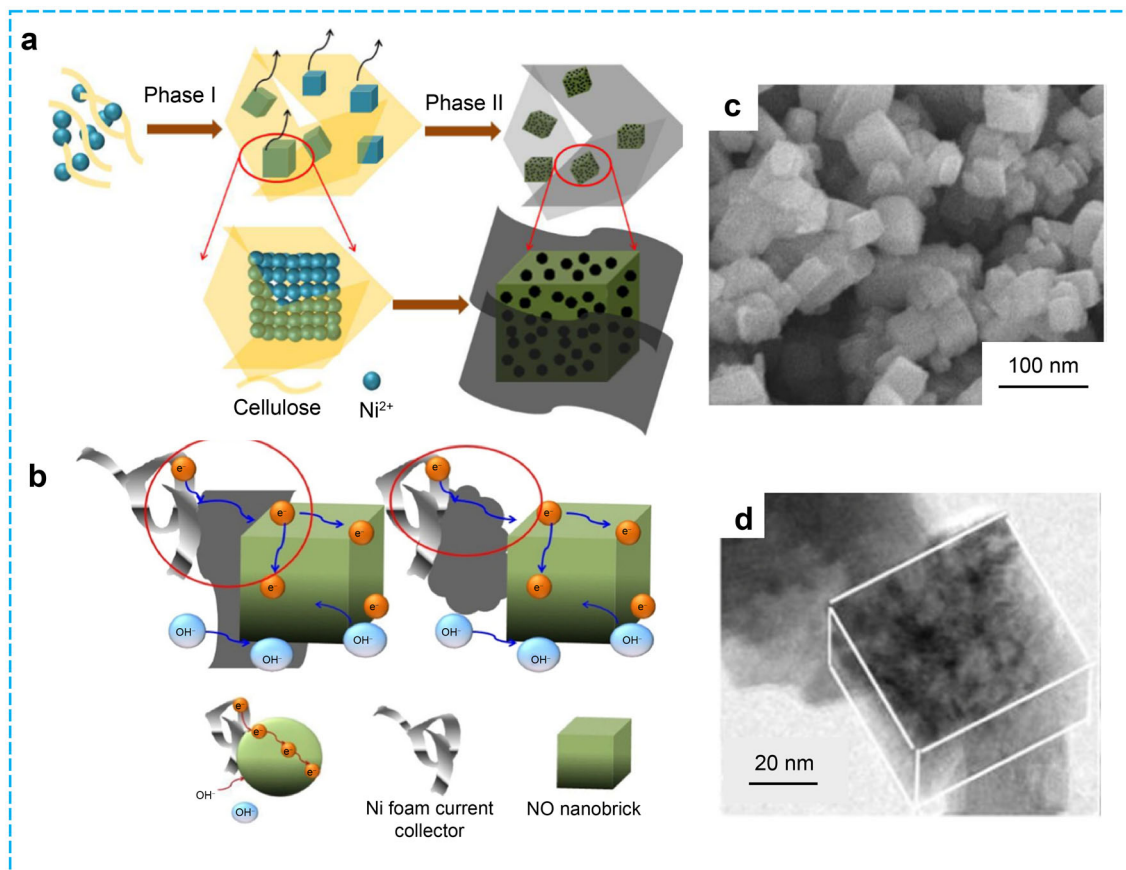 a
Phase I
Phase II
Cellulose
Ni²⁺
c
100 nm
b
e⁻
e⁻
e⁻
e⁻
e⁻
OH⁻
OH⁻
OH⁻
e⁻
e⁻
e⁻
e⁻
e⁻
OH⁻
OH⁻
OH⁻
e⁻
e⁻
e⁻
e⁻
OH⁻
OH⁻
Ni foam current
collector
NO nanobrick
d
20 nm